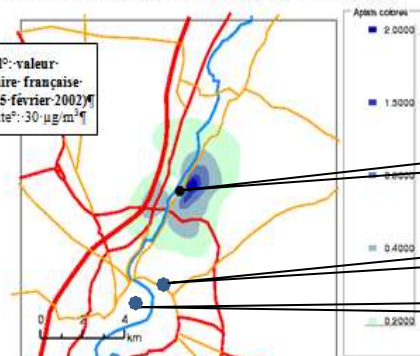 l°:·valeur·
ire·française·
5·février·2002)¶
te°:·30·µg/m³¶
Aplats colorés
2.0000
1.5000
0.4000
0.2000
0
4
km